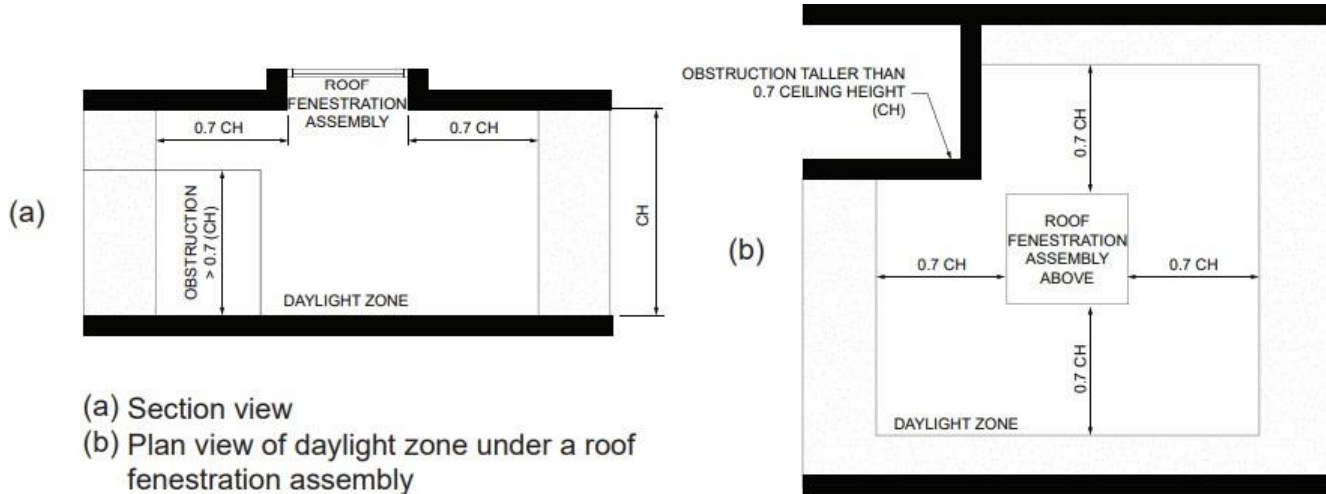 (a)
ROOF
FENESTRATION
ASSEMBLY
0.7 CH
0.7 CH
OBSTRUCTION
> 0.7 (CH)
CH
DAYLIGHT ZONE
(a) Section view
(b) Plan view of daylight zone under a roof
fenestration assembly
(b)
OBSTRUCTION TALLER THAN
0.7 CEILING HEIGHT
(CH)
0.7 CH
ROOF
FENESTRATION
ASSEMBLY
ABOVE
0.7 CH
0.7 CH
0.7 CH
DAYLIGHT ZONE